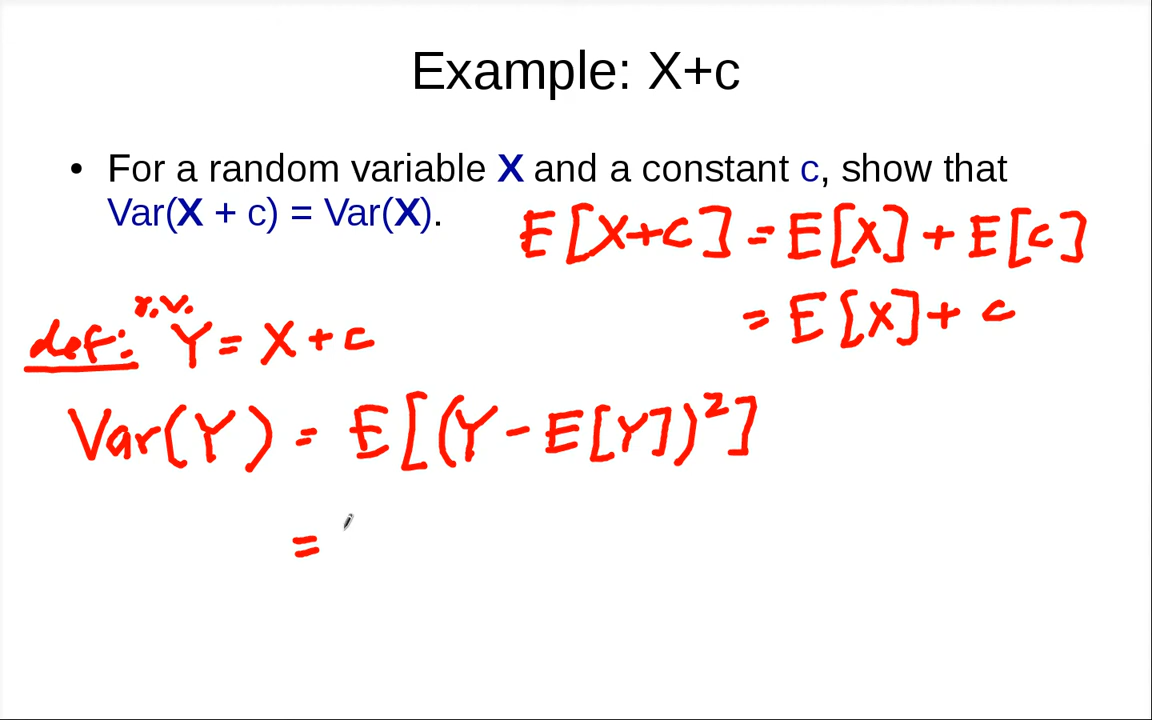 Example: X+c
• For a random variable X and a constant c, show that
Var(X + c) = Var(X).
E[X+c] = E[X] + E[c]
= E[X] + c
def: r.v. Y = X + c
Var(Y) = E[(Y - E[Y])²]
=